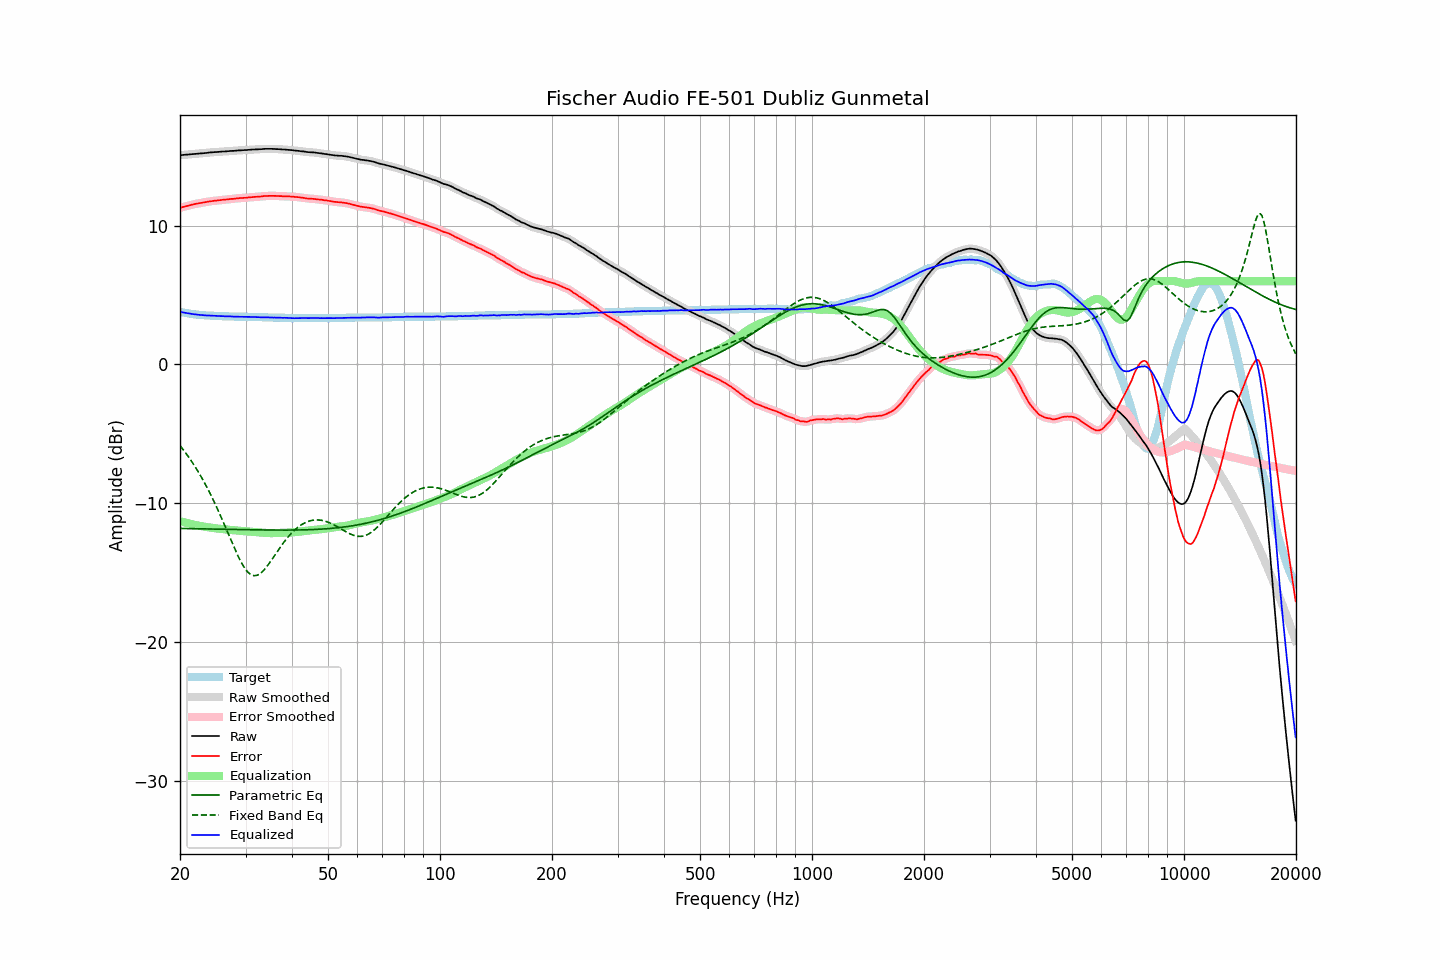 Fischer Audio FE-501 Dubliz Gunmetal
Amplitude (dBr)
10
0
−10
−20
−30
Target
Raw Smoothed
Error Smoothed
Raw
Error
Equalization
Parametric Eq
Fixed Band Eq
Equalized
20 50 100 200 500 1000 2000 5000 10000 20000
Frequency (Hz)